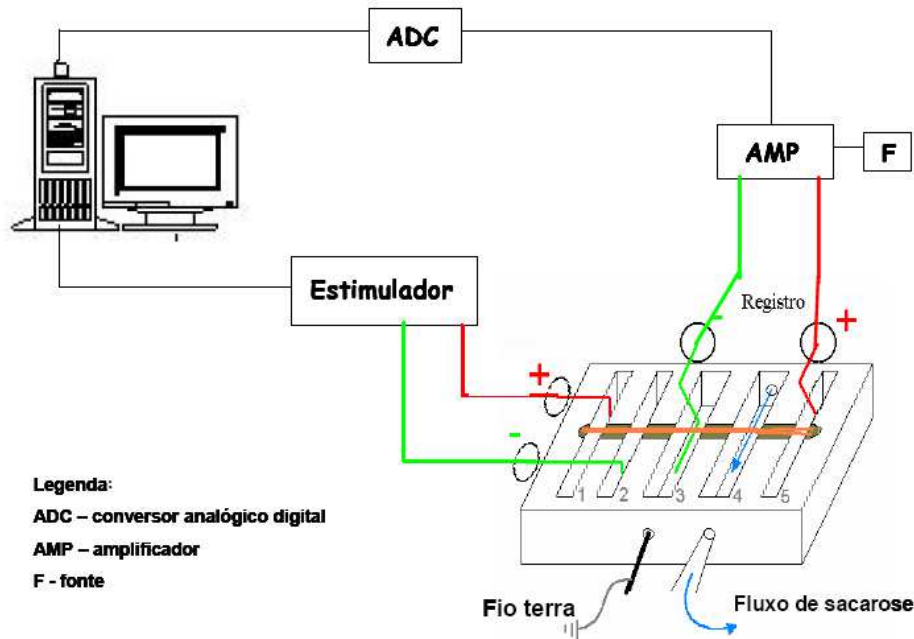 ADC
AMP
F
Estimulador
Registro
-
+
+
-
1 2 3 4 5
Legenda:
ADC – conversor analógico digital
AMP – amplificador
F - fonte
Fio terra
Fluxo de sacarose